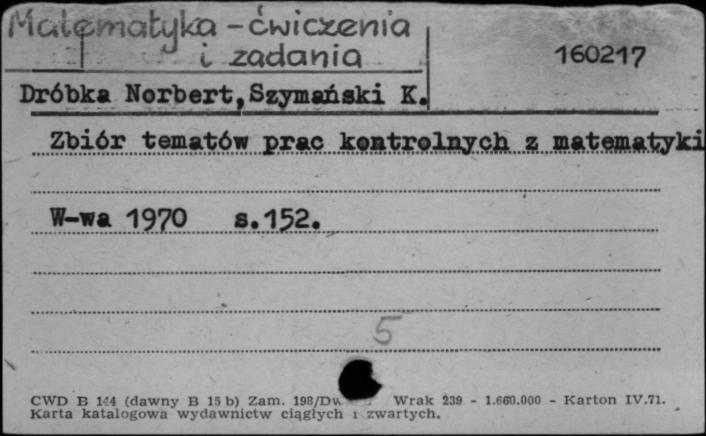 Matematyka - ćwiczenia
i zadania
160217
Dróbka Norbert, Szymański K.
Zbiór tematów prac kontrolnych z matematyki
W-wa 1970 s.152.
5
CWD B 144 (dawny B 15 b) Zam. 198/Dw Wrak 239 - 1.660.000 - Karton IV.71.
Karta katalogowa wydawnictw ciągłych i zwartych.